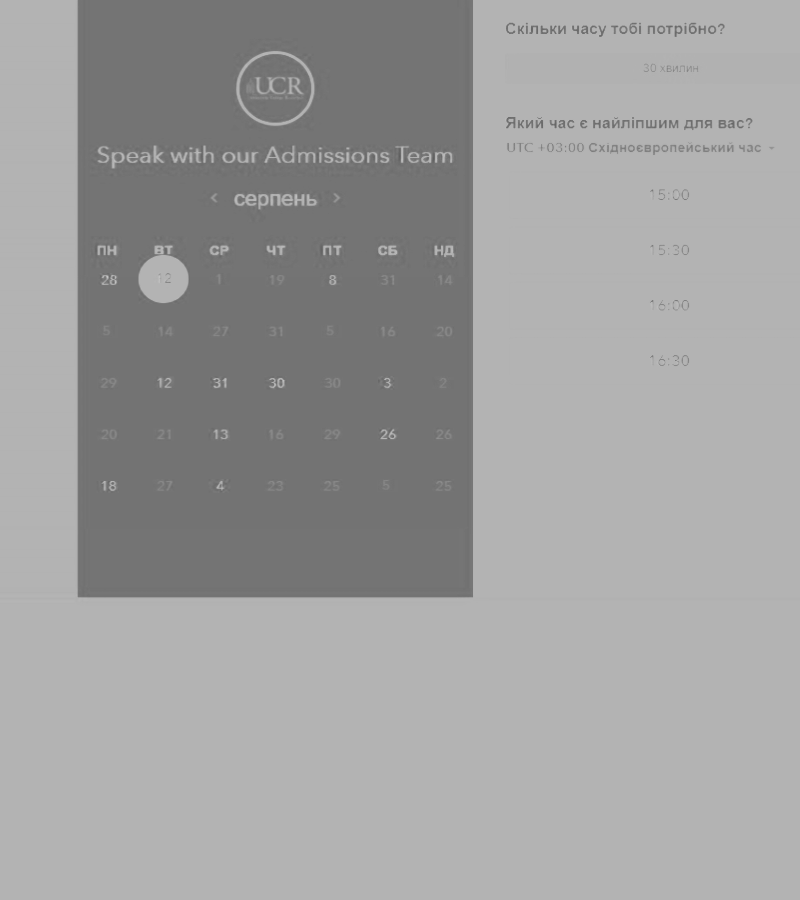 UCR
Speak with our Admissions Team
< серпень >
ПН ВТ СР ЧТ ПТ СБ НД
28 12 1 19 8 31 14
5 14 27 31 5 16 20
29 12 31 30 30 3 2
20 21 13 16 29 26 26
18 27 4 23 25 5 25
Скільки часу тобі потрібно?
30 хвилин
Який час є найліпшим для вас?
UTC +03:00 Східноєвропейський час
15:00
15:30
16:00
16:30